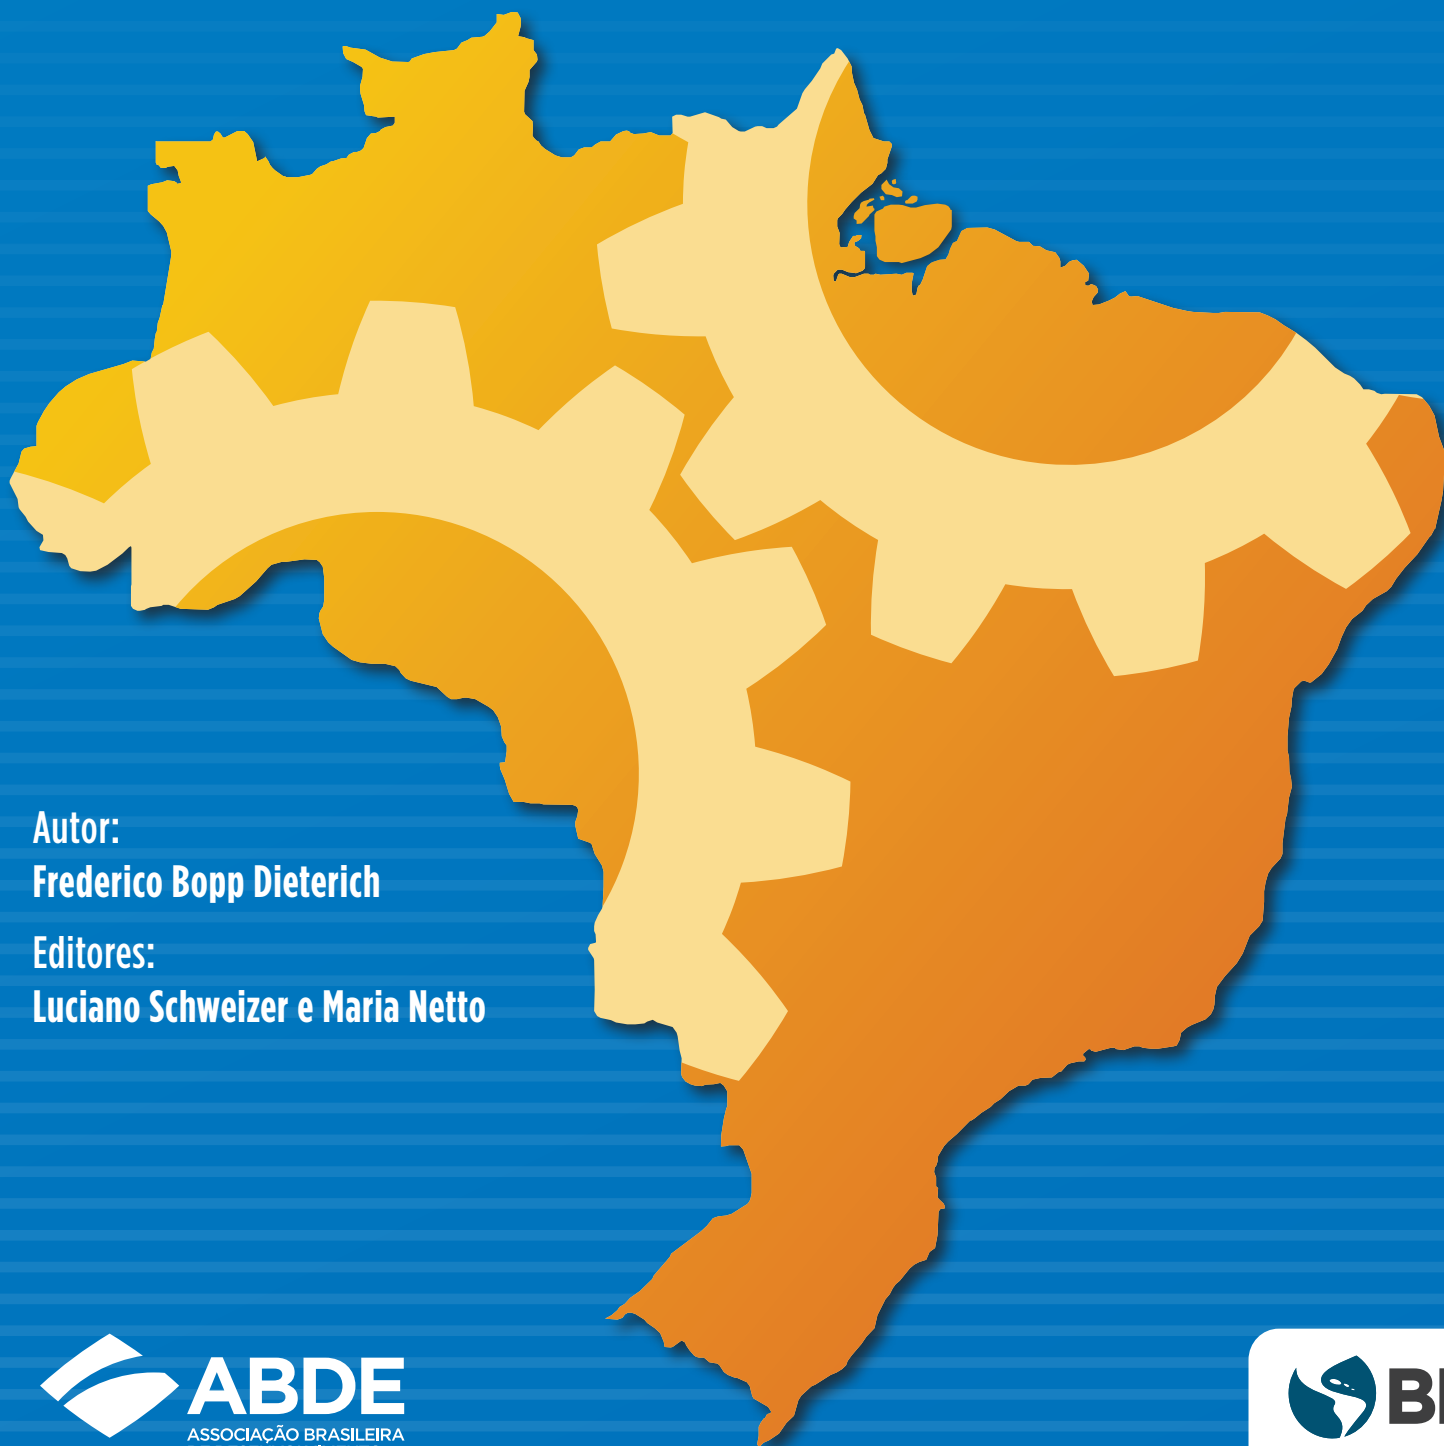 Autor:
Frederico Bopp Dieterich
Editores:
Luciano Schweizer e Maria Netto
ABDE
ASSOCIAÇÃO BRASILEIRA